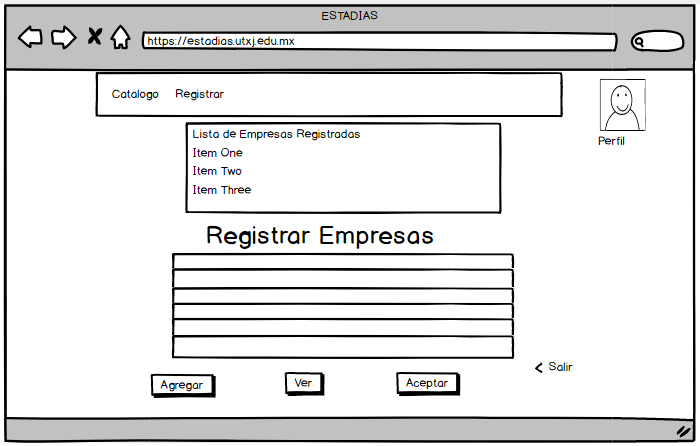 ESTADIAS
https://estadias.utxj.edu.mx
Catalogo Registrar
Perfil
Lista de Empresas Registradas
Item One
Item Two
Item Three
Registrar Empresas
Salir
Agregar Ver Aceptar